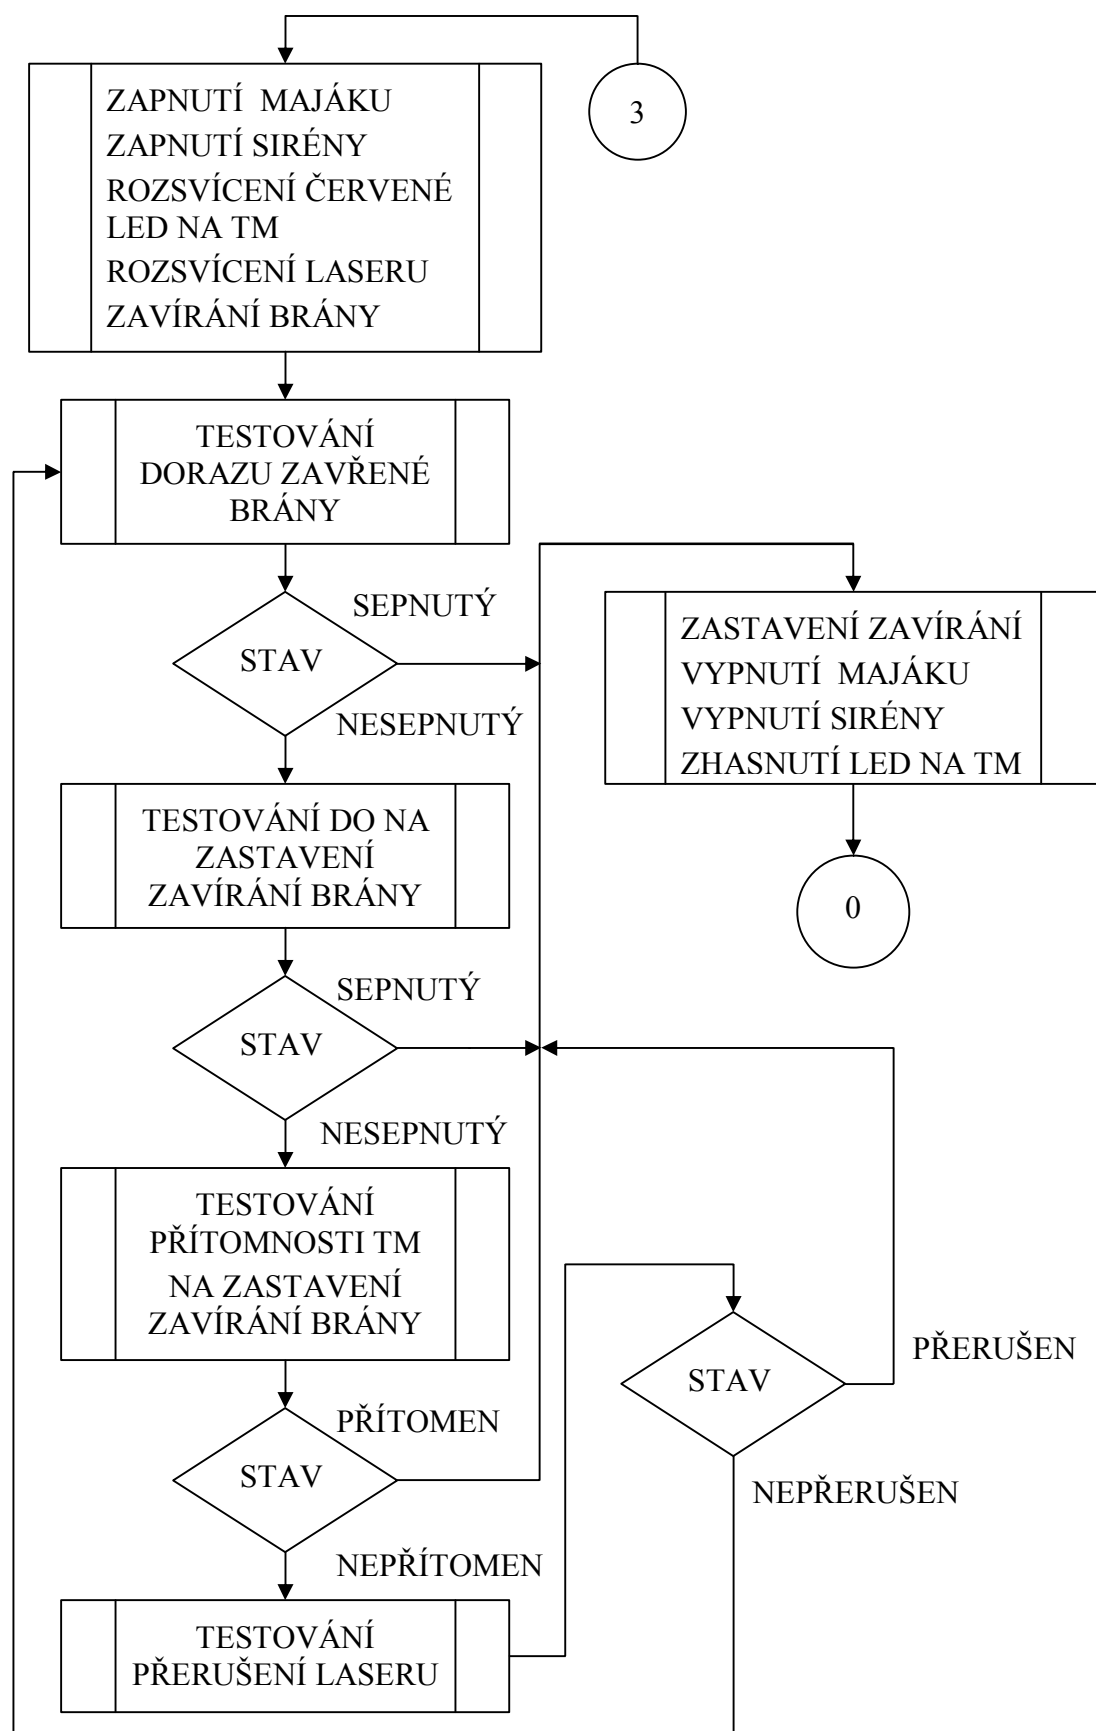 3
ZAPNUTÍ MAJÁKU
ZAPNUTÍ SIRÉNY
ROZSVÍCENÍ ČERVENÉ
LED NA TM
ROZSVÍCENÍ LASERU
ZAVÍRÁNÍ BRÁNY
TESTOVÁNÍ
DORAZU ZAVŘENÉ
BRÁNY
SEPNUTÝ
STAV
NESEPNUTÝ
ZASTAVENÍ ZAVÍRÁNÍ
VYPNUTÍ MAJÁKU
VYPNUTÍ SIRÉNY
ZHASNUTÍ LED NA TM
0
TESTOVÁNÍ DO NA
ZASTAVENÍ
ZAVÍRÁNÍ BRÁNY
SEPNUTÝ
STAV
NESEPNUTÝ
TESTOVÁNÍ
PŘÍTOMNOSTI TM
NA ZASTAVENÍ
ZAVÍRÁNÍ BRÁNY
PŘÍTOMEN
STAV
NEPŘÍTOMEN
TESTOVÁNÍ
PŘERUŠENÍ LASERU
PŘERUŠEN
STAV
NEPŘERUŠEN